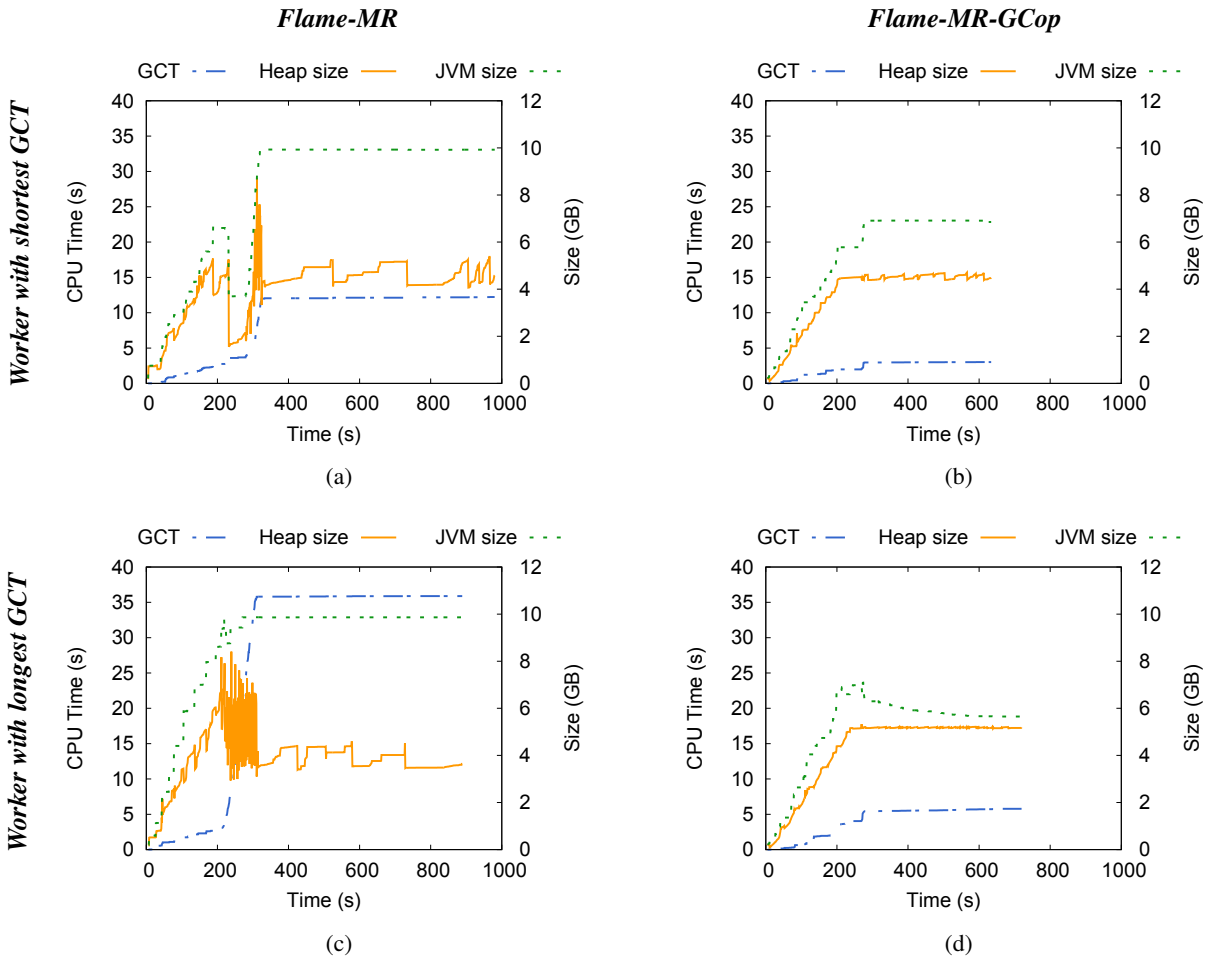 Flame-MR
Flame-MR-GCop
Worker with shortest GCT
GCT Heap size JVM size
CPU Time (s)
40
35
30
25
20
15
10
5
0
12
10
8
6
4
2
0
Size (GB)
0 200 400 600 800 1000
Time (s)
(a)
GCT Heap size JVM size
CPU Time (s)
40
35
30
25
20
15
10
5
0
12
10
8
6
4
2
0
Size (GB)
0 200 400 600 800 1000
Time (s)
(b)
Worker with longest GCT
GCT Heap size JVM size
CPU Time (s)
40
35
30
25
20
15
10
5
0
12
10
8
6
4
2
0
Size (GB)
0 200 400 600 800 1000
Time (s)
(c)
GCT Heap size JVM size
CPU Time (s)
40
35
30
25
20
15
10
5
0
12
10
8
6
4
2
0
Size (GB)
0 200 400 600 800 1000
Time (s)
(d)